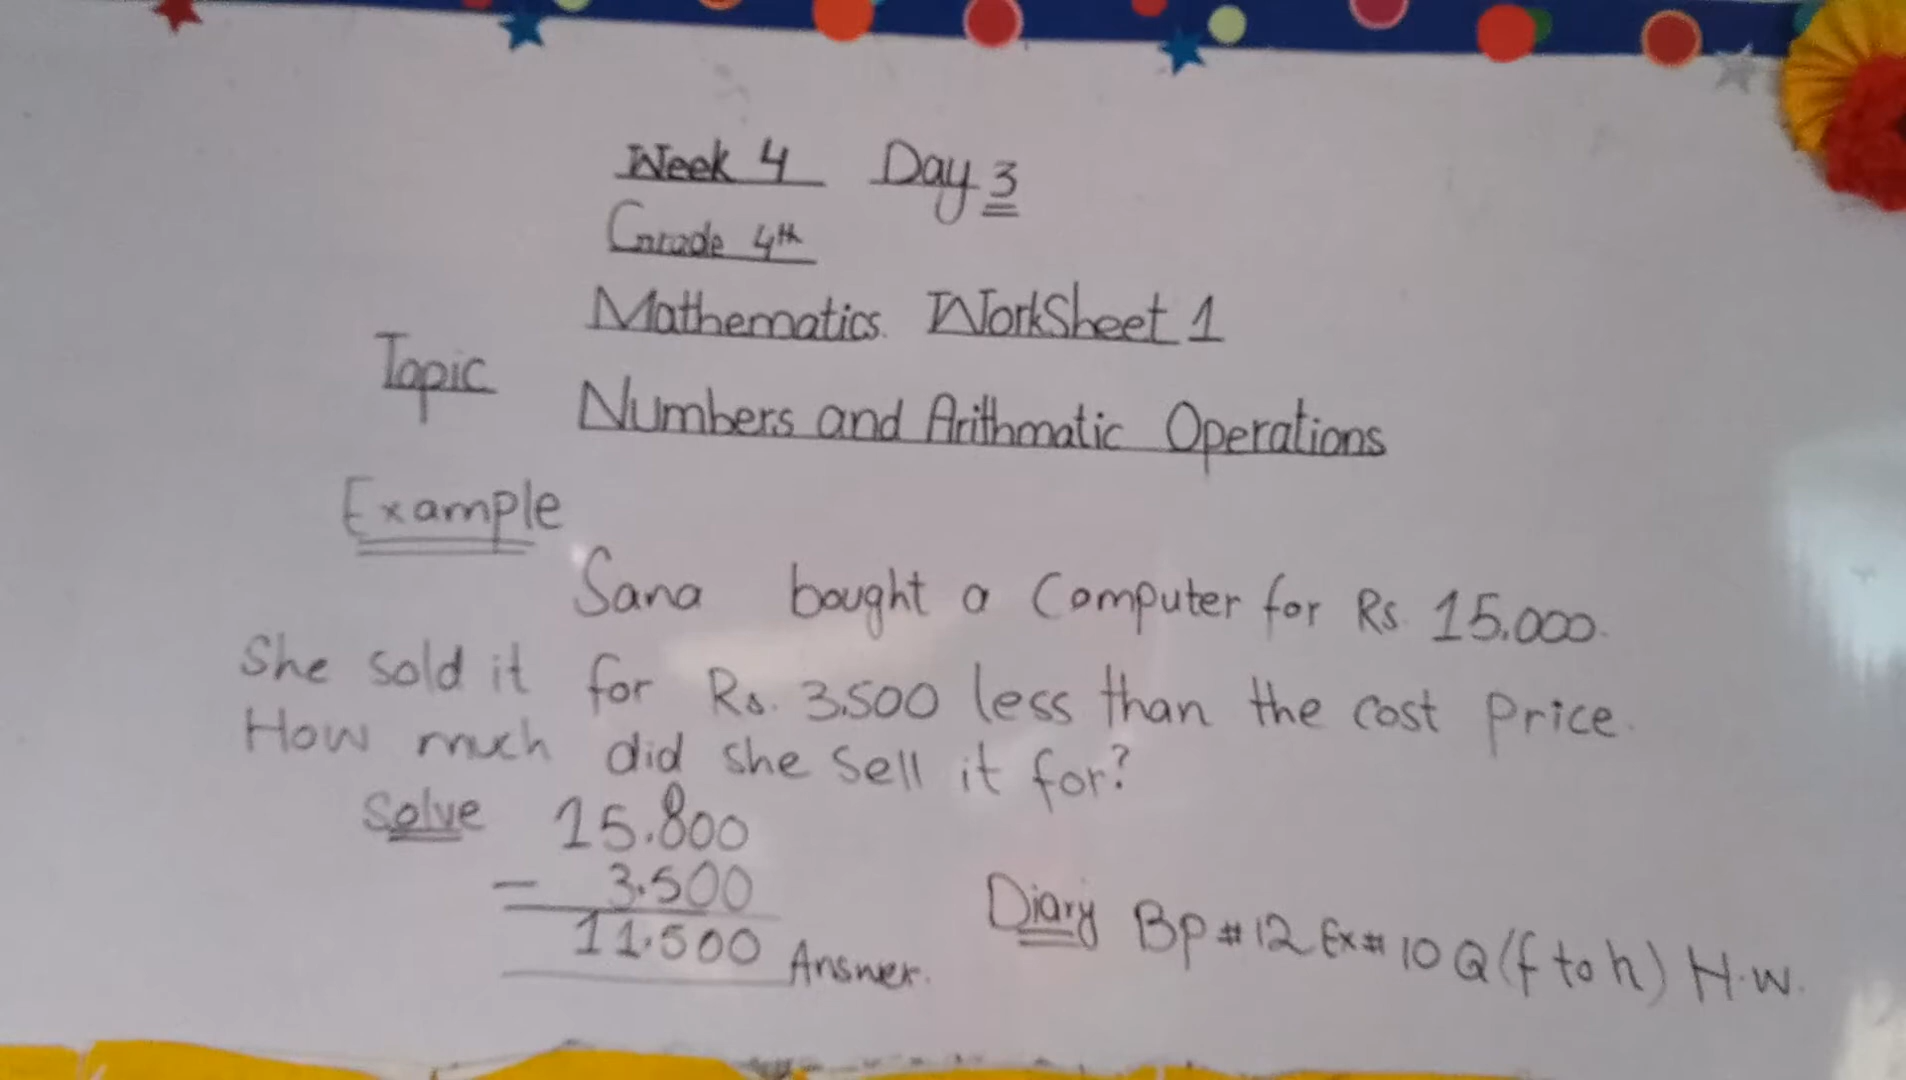 Week 4 Day 3
Grade 4th
Mathematics. WorkSheet 1
Topic Numbers and Arithmatic Operations
Example
Sana bought a Computer for Rs. 15.000.
She sold it for Rs. 3.500 less than the cost price.
How much did she sell it for?
Solve 15.800
— 3.500
11.500 Answer.
Diary Bp # 12 Ex # 10 Q (f to h) H.w.